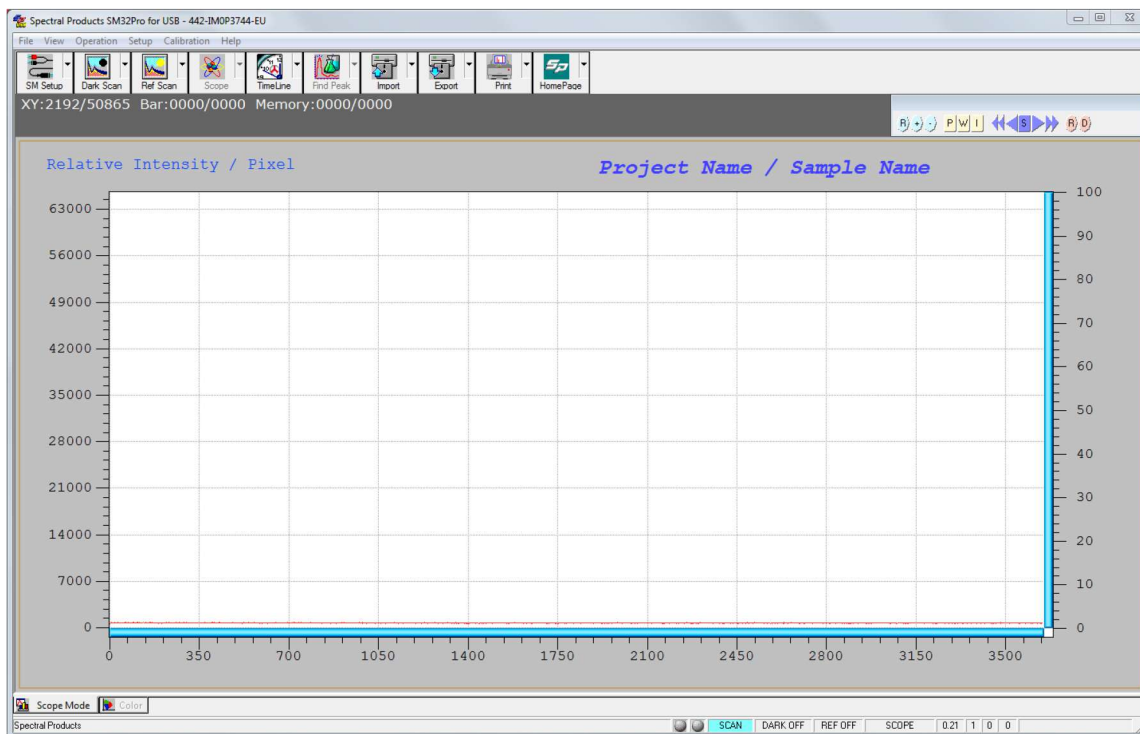 Spectral Products SM32Pro for USB - 442-IM0P3744-EU
File View Operation Setup Calibration Help
SM Setup Dark Scan Ref Scan Scope TimeLine Find Peak Import Export Print HomePage
XY:2192/50865 Bar:0000/0000 Memory:0000/0000
R) +) -) P W I S R) D)
Relative Intensity / Pixel
Project Name / Sample Name
63000
56000
49000
42000
35000
28000
21000
14000
7000
0
100
90
80
70
60
50
40
30
20
10
0
0 350 700 1050 1400 1750 2100 2450 2800 3150 3500
Scope Mode Color
Spectral Products SCAN DARK OFF REF OFF SCOPE 0.21 1 0 0